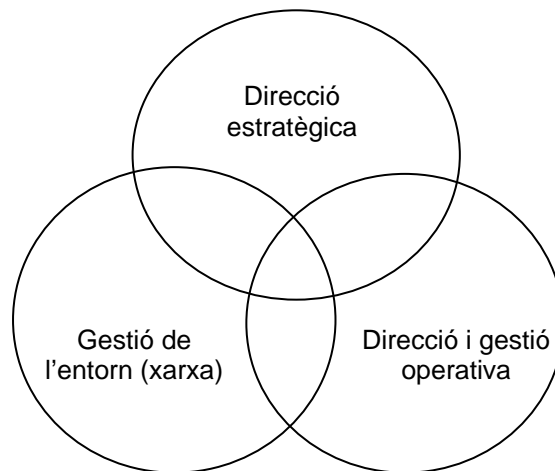 Direcció
estratègica
Gestió de
l’entorn (xarxa)
Direcció i gestió
operativa